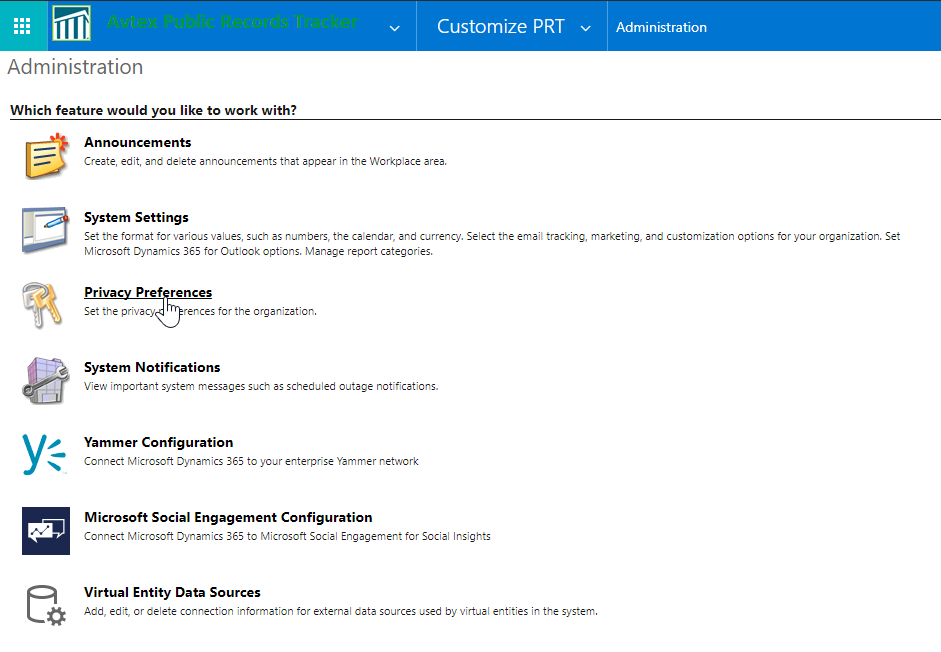 Avtex Public Records Tracker
Customize PRT
Administration
Administration
Which feature would you like to work with?
Announcements
Create, edit, and delete announcements that appear in the Workplace area.
System Settings
Set the format for various values, such as numbers, the calendar, and currency. Select the email tracking, marketing, and customization options for your organization. Set
Microsoft Dynamics 365 for Outlook options. Manage report categories.
Privacy Preferences
Set the privacy preferences for the organization.
System Notifications
View important system messages such as scheduled outage notifications.
Yammer Configuration
Connect Microsoft Dynamics 365 to your enterprise Yammer network
Microsoft Social Engagement Configuration
Connect Microsoft Dynamics 365 to Microsoft Social Engagement for Social Insights
Virtual Entity Data Sources
Add, edit, or delete connection information for external data sources used by virtual entities in the system.